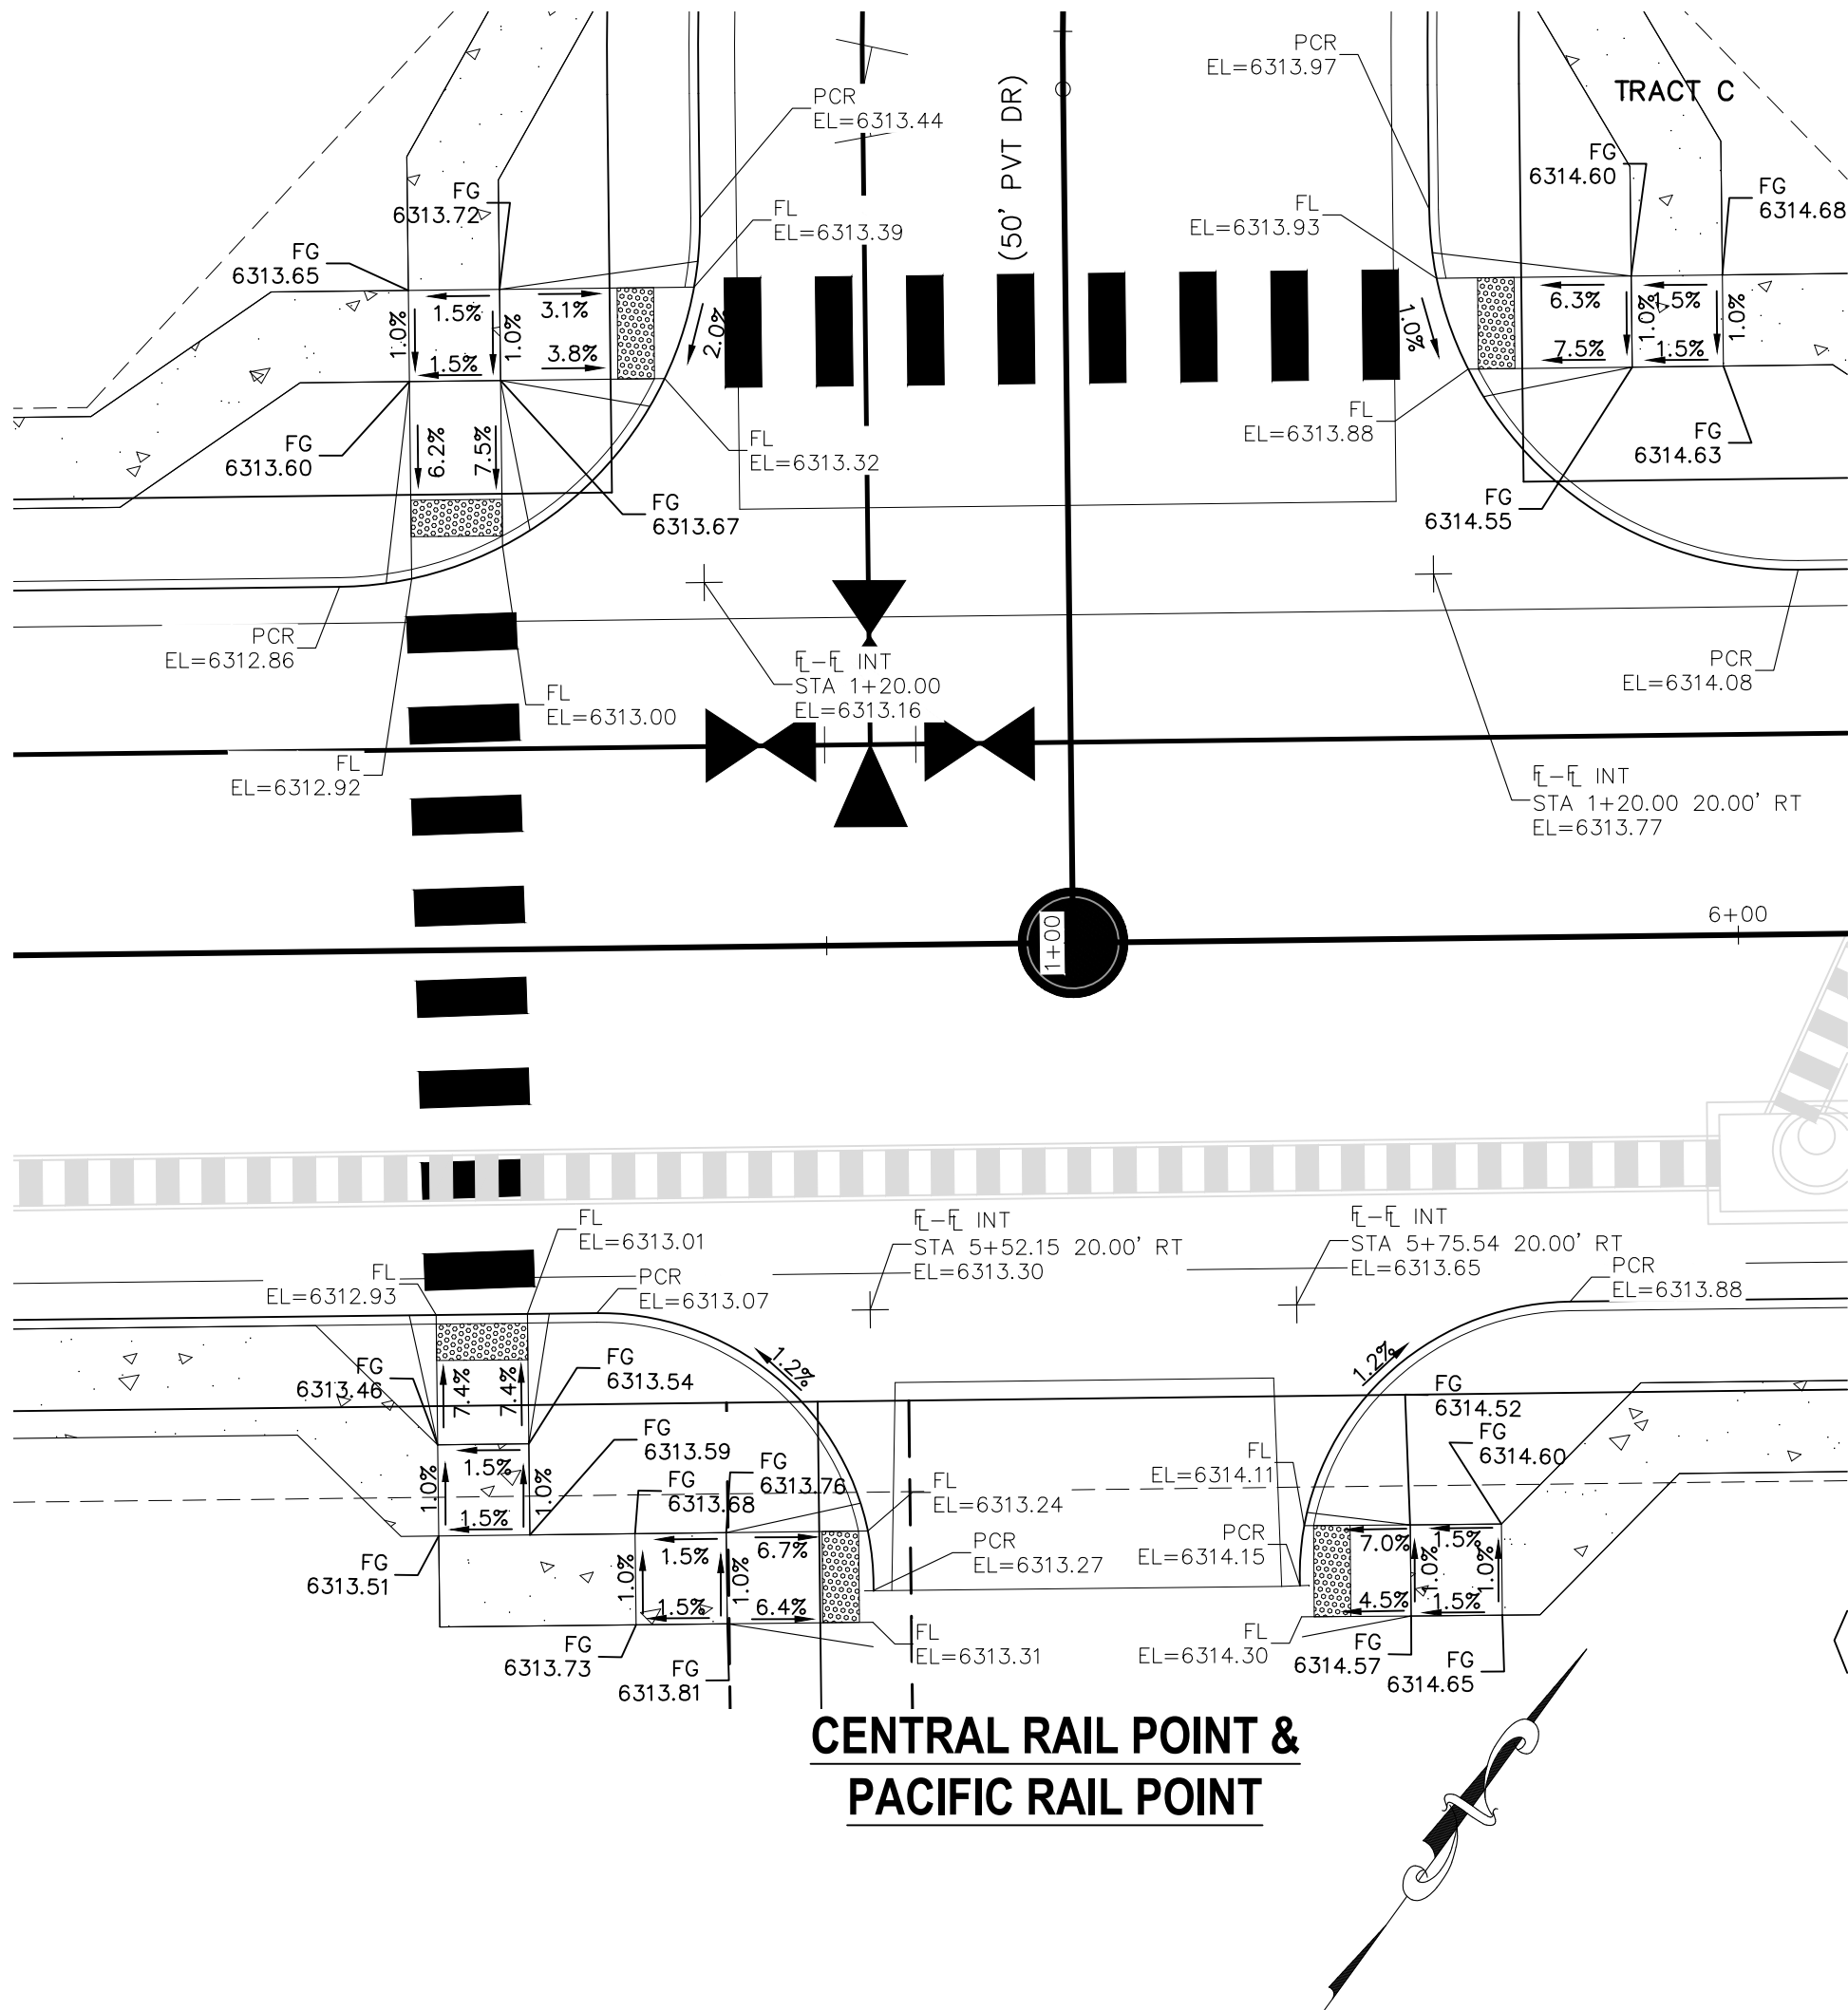 PCR
EL=6313.97
TRACT C
PCR
EL=6313.44
(50' PVT DR)
FG
6314.60
FG
6314.68
FG
6313.72
FL
EL=6313.39
FL
EL=6313.93
FG
6313.65
1.5%
3.1%
1.0%
1.0%
2.0%
1.5%
3.8%
1.0%
6.3%
1.5%
1.0%
1.0%
7.5%
1.5%
FG
6313.60
6.2%
7.5%
FL
EL=6313.32
FL
EL=6313.88
FG
6314.63
FG
6313.67
FG
6314.55
PCR
EL=6312.86
FL
EL=6313.00
FL-FL INT
STA 1+20.00
EL=6313.16
PCR
EL=6314.08
FL
EL=6312.92
FL-FL INT
STA 1+20.00 20.00' RT
EL=6313.77
1+00
6+00
FL
EL=6313.01
FL-FL INT
STA 5+52.15 20.00' RT
EL=6313.30
FL-FL INT
STA 5+75.54 20.00' RT
EL=6313.65
FL
EL=6312.93
PCR
EL=6313.07
PCR
EL=6313.88
FG
6313.46
7.4%
7.4%
FG
6313.54
1.2%
1.2%
FG
6314.52
FG
6313.59
FG
6314.60
1.5%
1.0%
1.0%
1.5%
FG
6313.68
FG
6313.76
FL
EL=6313.24
FL
EL=6314.11
FG
6313.51
1.5%
6.7%
1.0%
1.0%
1.5%
6.4%
PCR
EL=6313.27
PCR
EL=6314.15
7.0%
1.5%
1.0%
1.0%
4.5%
1.5%
FG
6313.73
FG
6313.81
FL
EL=6313.31
FL
EL=6314.30
FG
6314.57
FG
6314.65
CENTRAL RAIL POINT &
PACIFIC RAIL POINT